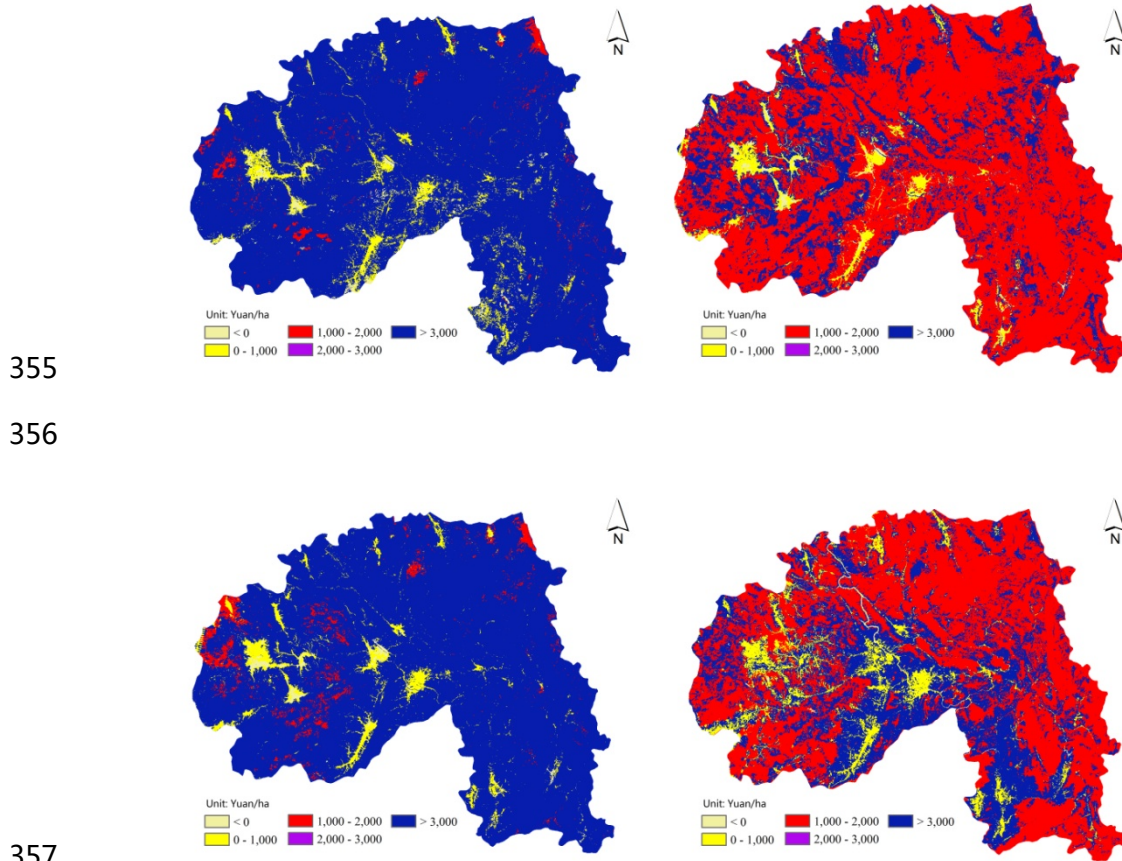 N
N
Unit: Yuan/ha
< 0 1,000 - 2,000 > 3,000
0 - 1,000 2,000 - 3,000
Unit: Yuan/ha
< 0 1,000 - 2,000 > 3,000
0 - 1,000 2,000 - 3,000
355
356
N
N
Unit: Yuan/ha
< 0 1,000 - 2,000 > 3,000
0 - 1,000 2,000 - 3,000
Unit: Yuan/ha
< 0 1,000 - 2,000 > 3,000
0 - 1,000 2,000 - 3,000
357